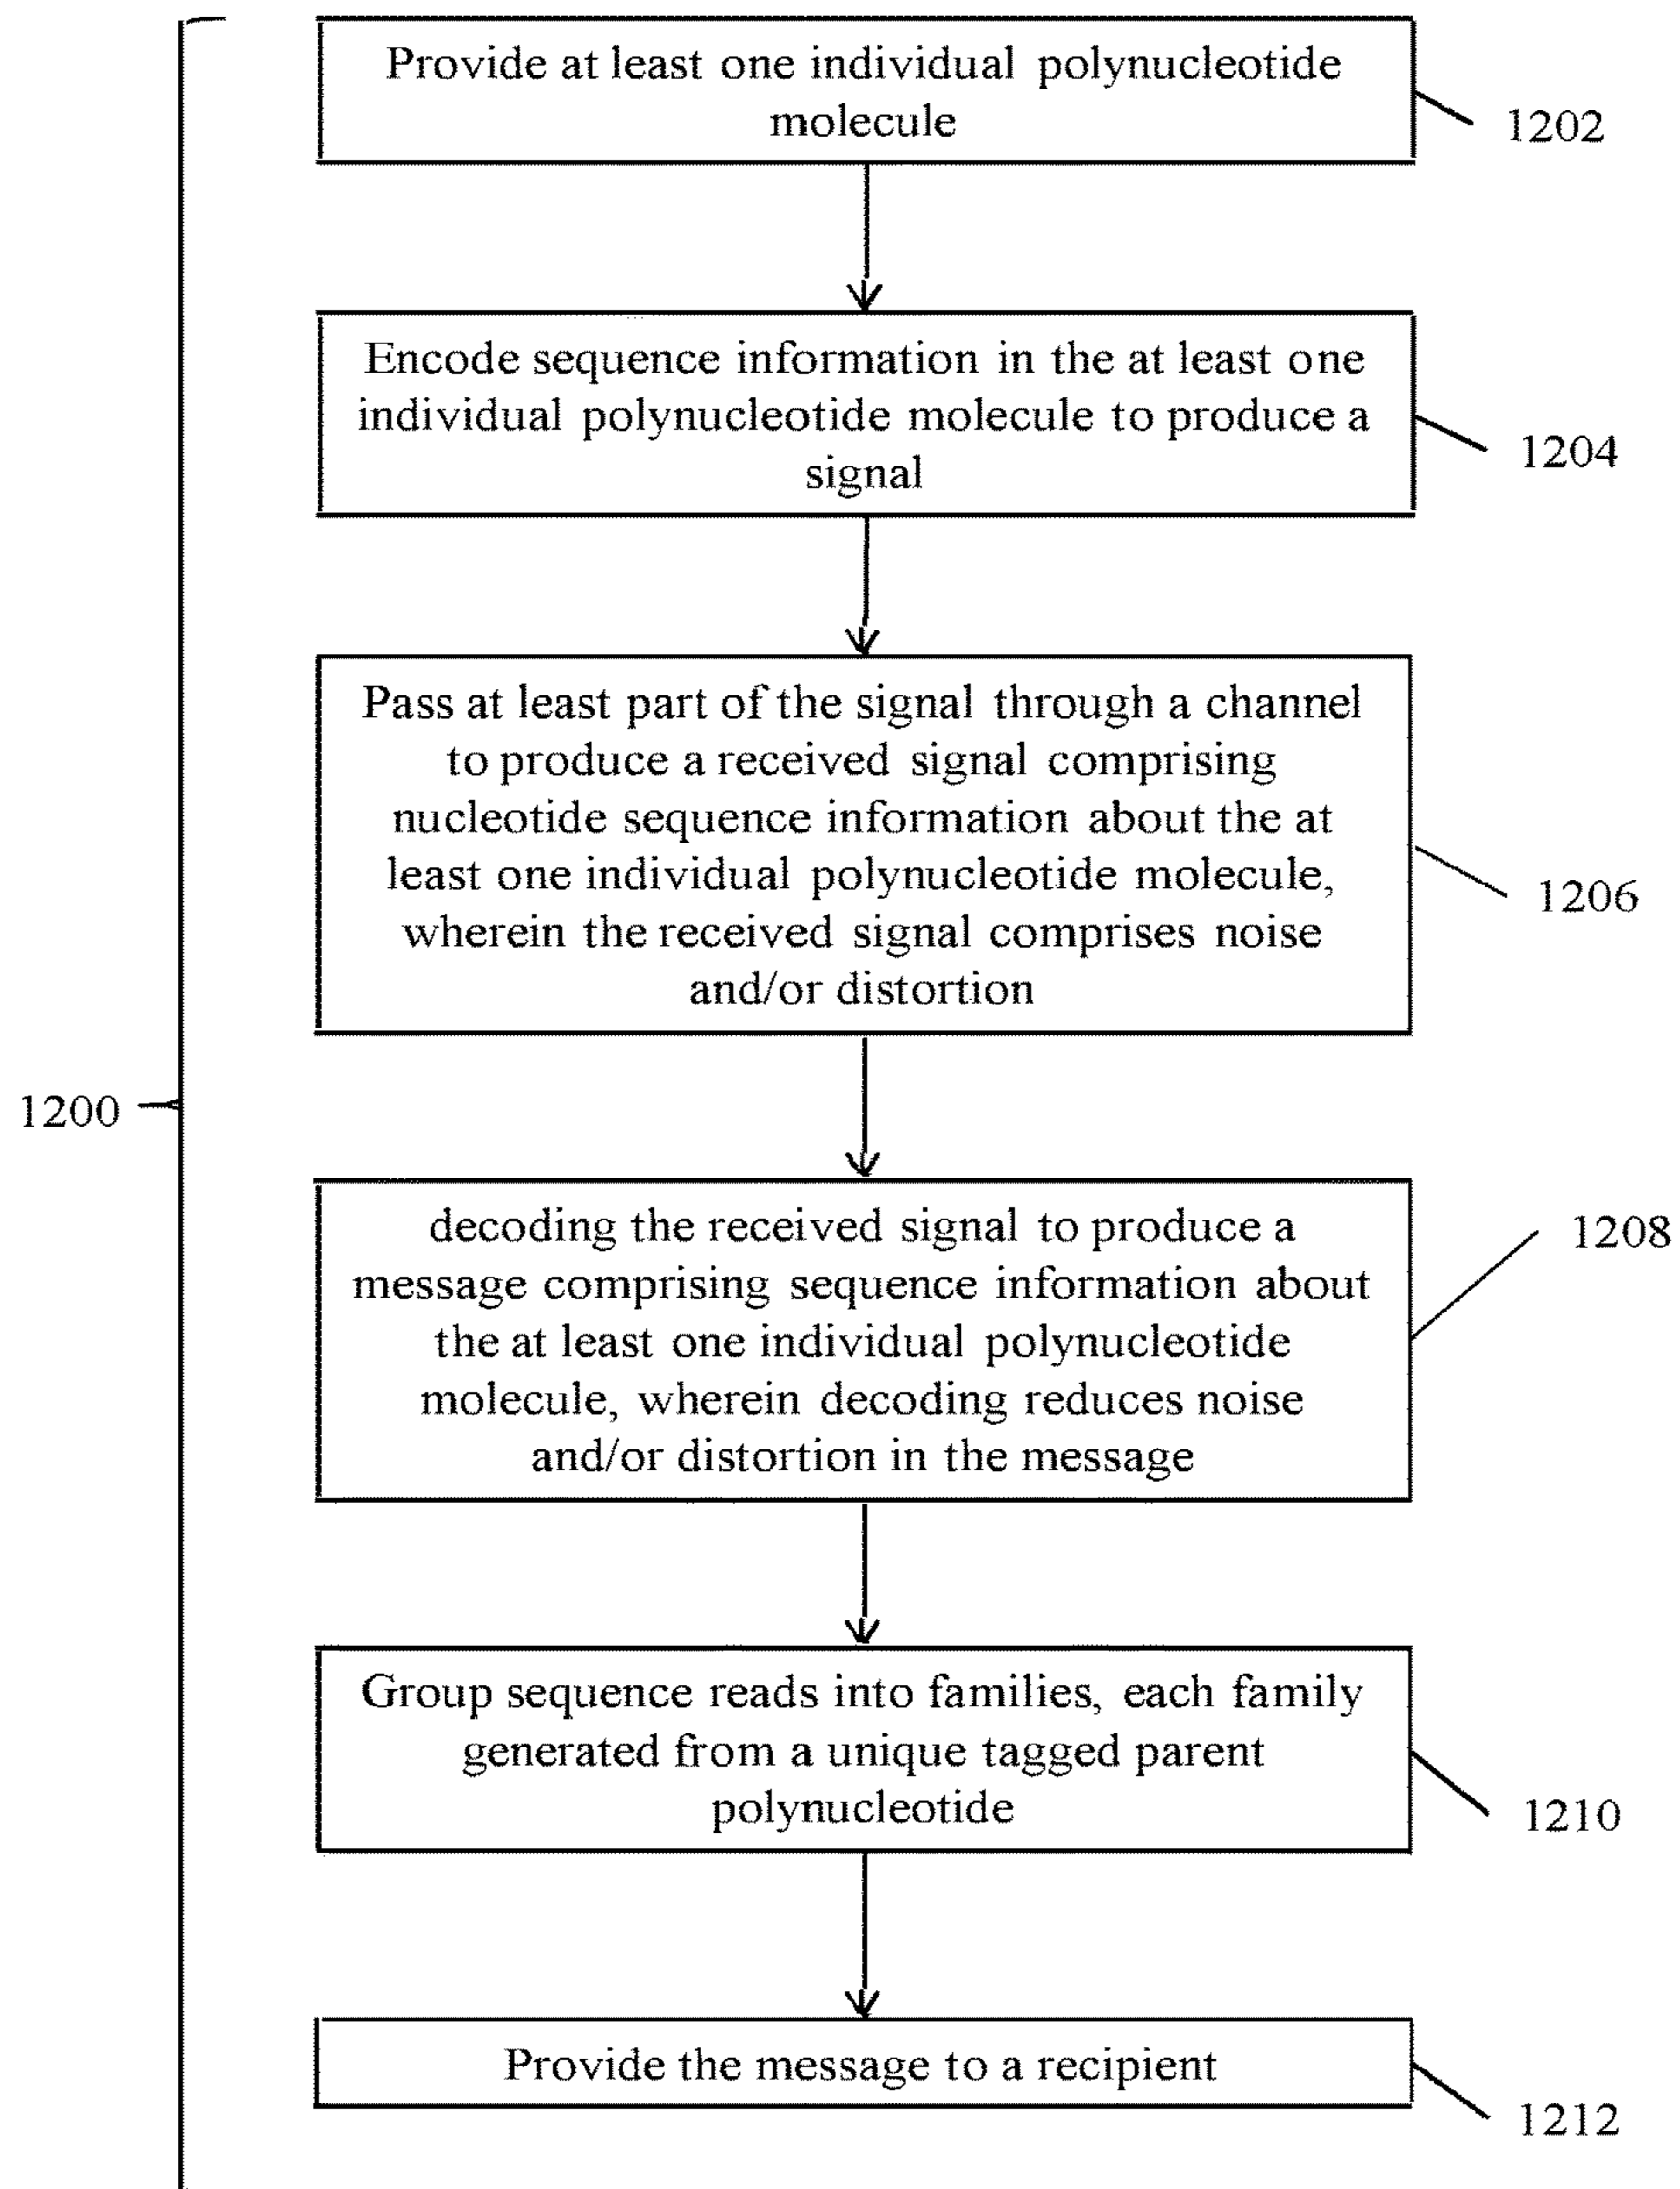 Provide at least one individual polynucleotide
molecule
1202
Encode sequence information in the at least one
individual polynucleotide molecule to produce a
signal
1204
Pass at least part of the signal through a channel
to produce a received signal comprising
nucleotide sequence information about the at
least one individual polynucleotide molecule,
wherein the received signal comprises noise
and/or distortion
1206
1200
decoding the received signal to produce a
message comprising sequence information about
the at least one individual polynucleotide
molecule, wherein decoding reduces noise
and/or distortion in the message
1208
Group sequence reads into families, each family
generated from a unique tagged parent
polynucleotide
1210
Provide the message to a recipient
1212